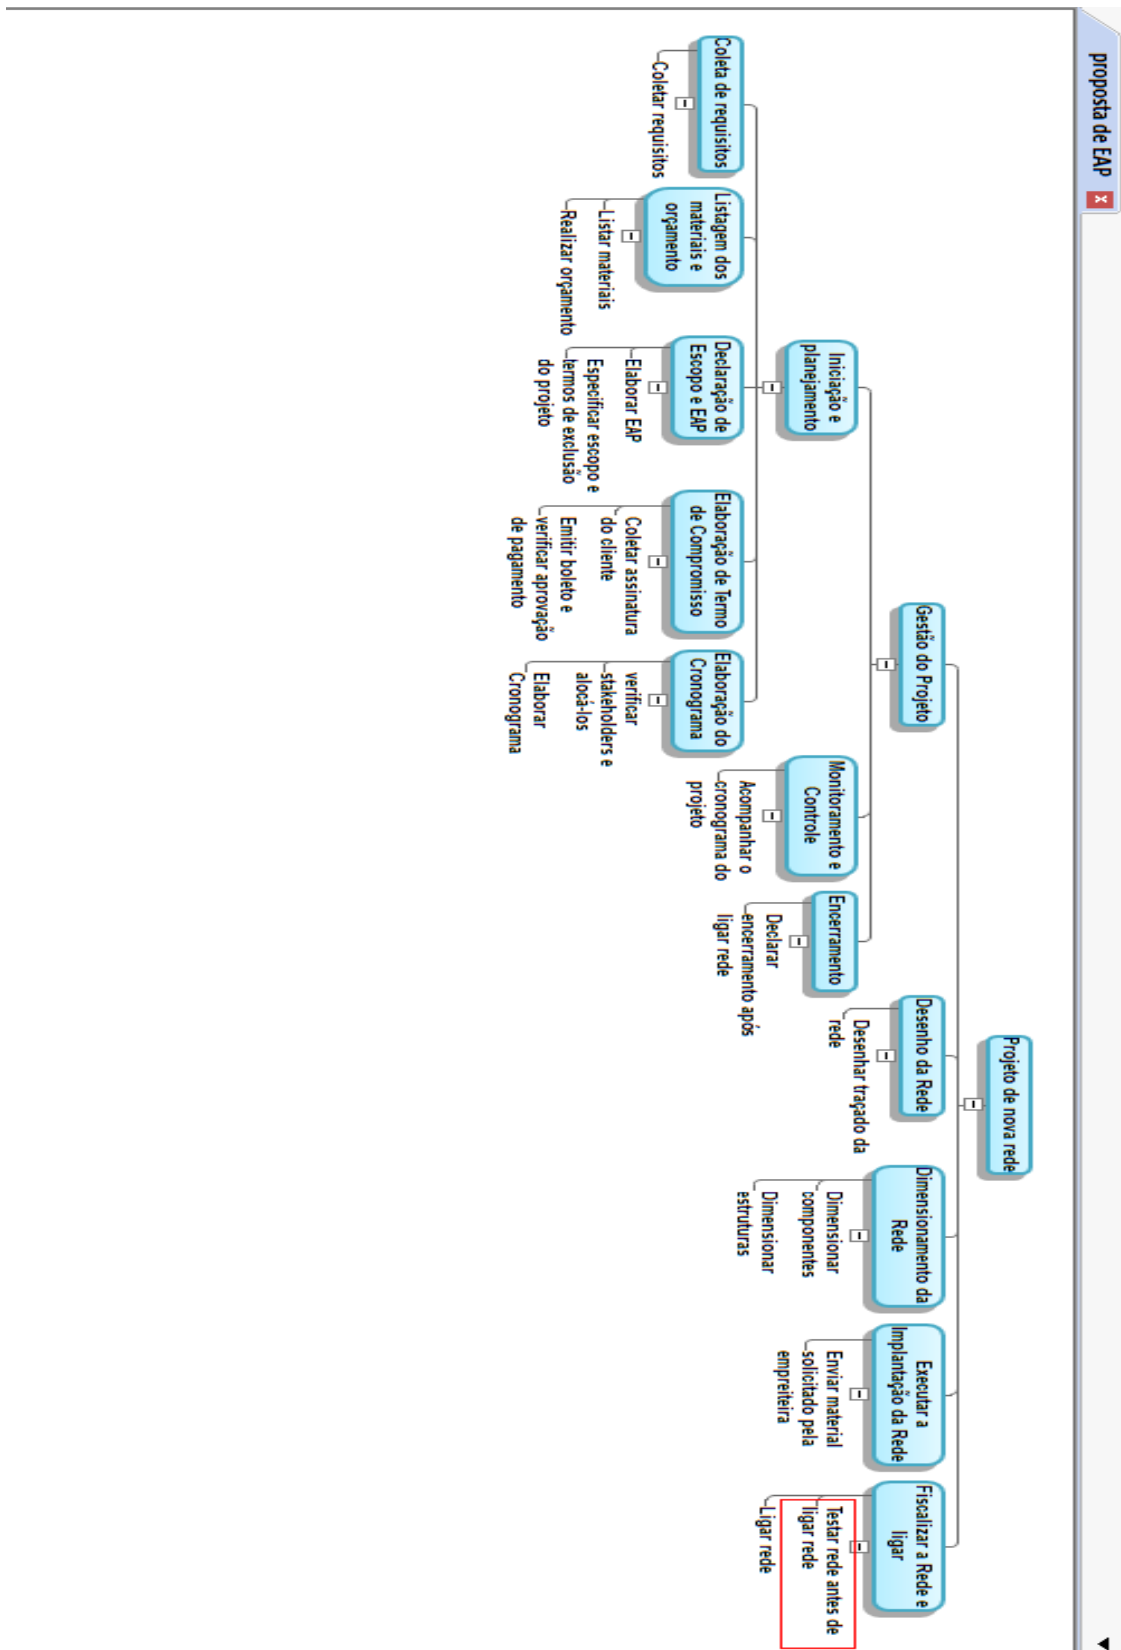 proposta de EAP
x
Projeto de nova rede
Gestão do Projeto
Iniciação e
planejamento
Coleta de requisitos
Coletar requisitos
Listagem dos
materiais e
orçamento
Listar materiais
Realizar orçamento
Declaração de
Escopo e EAP
Elaborar EAP
Especificar escopo e
termos de exclusão
do projeto
Elaboração de Termo
de Compromisso
Coletar assinatura
do cliente
Emitir boleto e
verificar aprovação
de pagamento
Elaboração do
Cronograma
verificar
stakeholders e
alocá-los
Elaborar
Cronograma
Monitoramento e
Controle
Acompanhar o
cronograma do
projeto
Encerramento
Declarar
encerramento após
ligar rede
Desenho da Rede
Desenhar traçado da
rede
Dimensionamento da
Rede
Dimensionar
componentes
Dimensionar
estruturas
Executar a
Implantação da Rede
Enviar material
solicitado pela
empreiteira
Fiscalizar a Rede e
ligar
Testar rede antes de
ligar rede
Ligar rede